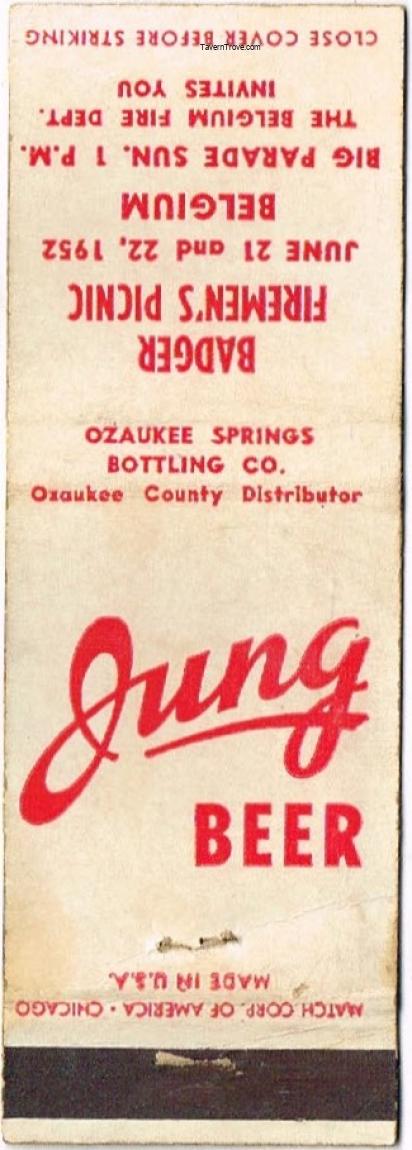 CLOSE COVER BEFORE STRIKING
TavernTrove.com
BADGER
FIREMEN'S PICNIC
JUNE 21 and 22, 1952
BELGIUM
BIG PARADE SUN. 1 P.M.
THE BELGIUM FIRE DEPT.
INVITES YOU
OZAUKEE SPRINGS
BOTTLING CO.
Ozaukee County Distributor
Jung
BEER
MATCH CORP. OF AMERICA • CHICAGO
MADE IN U.S.A.